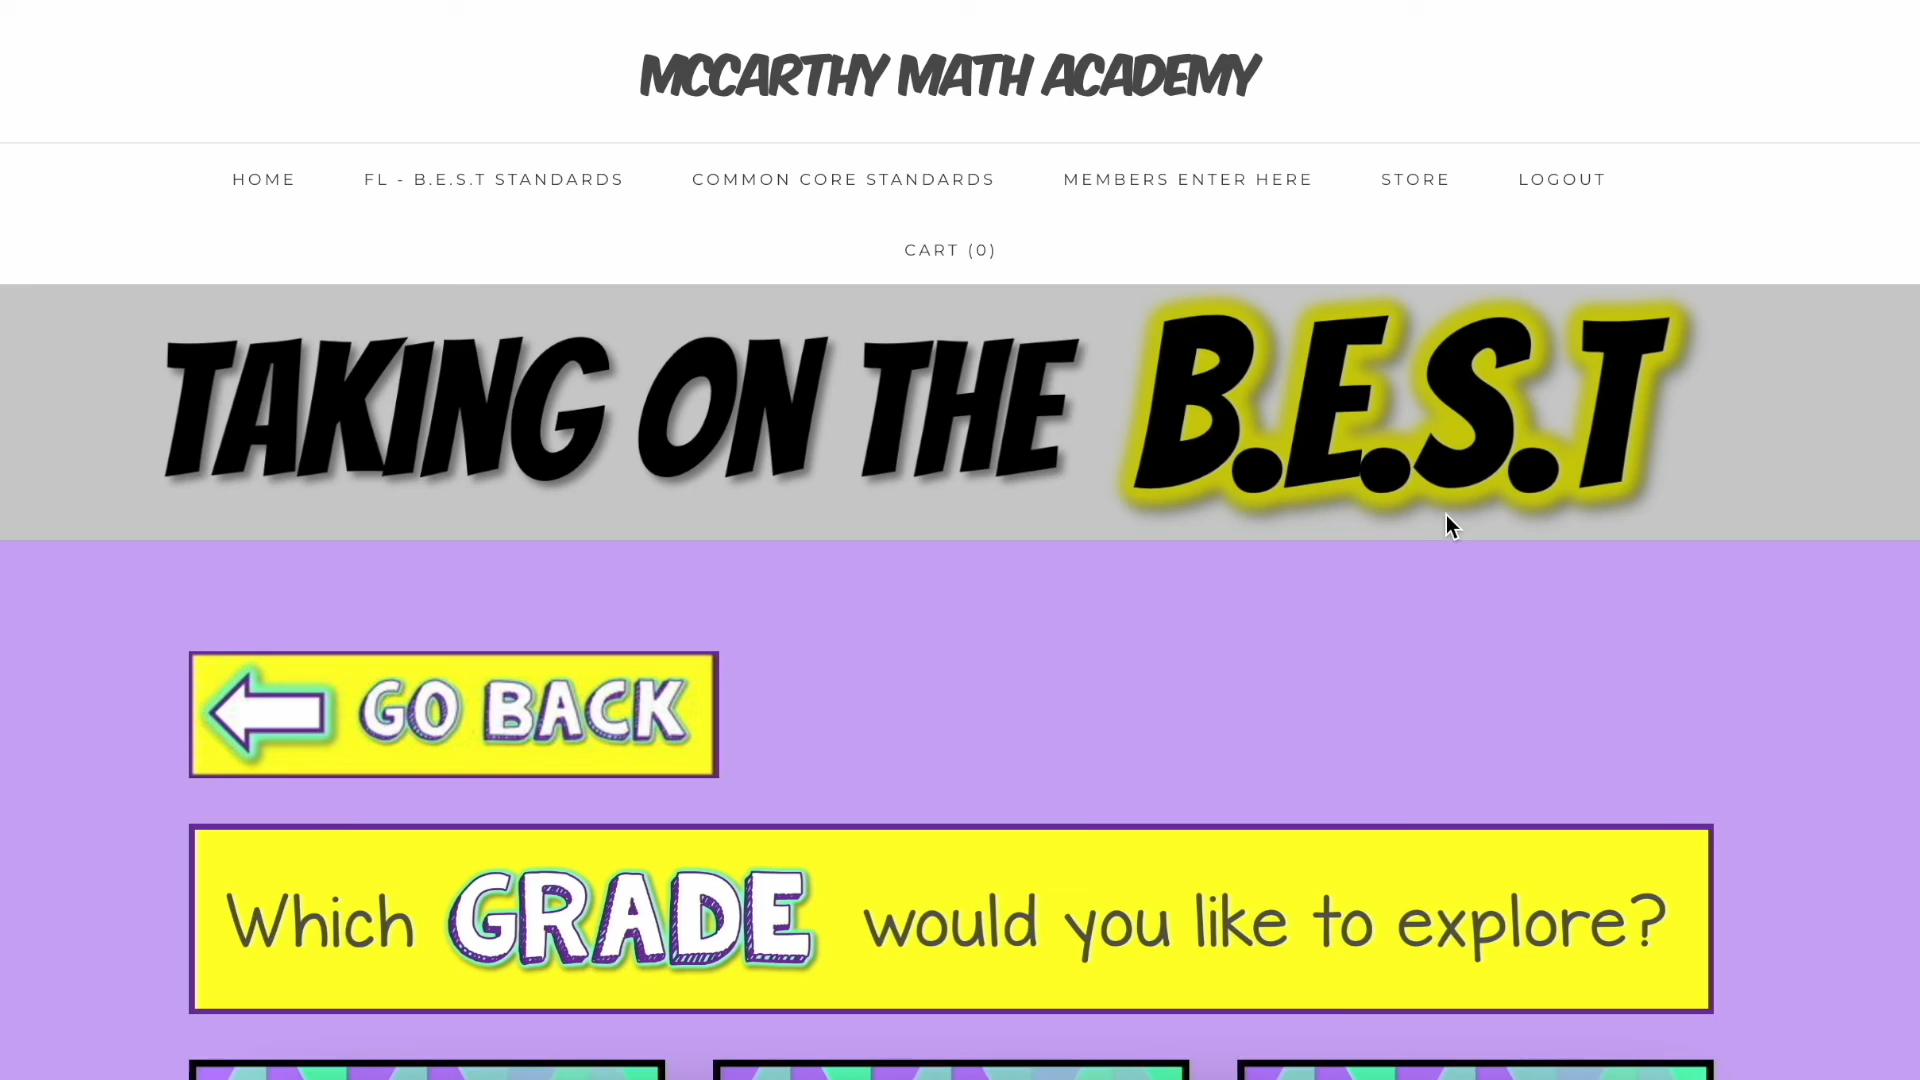 MCCARTHY MATH ACADEMY
HOME FL - B.E.S.T STANDARDS COMMON CORE STANDARDS MEMBERS ENTER HERE STORE LOGOUT
CART (0)
TAKING ON THE B.E.S.T
GO BACK
Which GRADE would you like to explore?